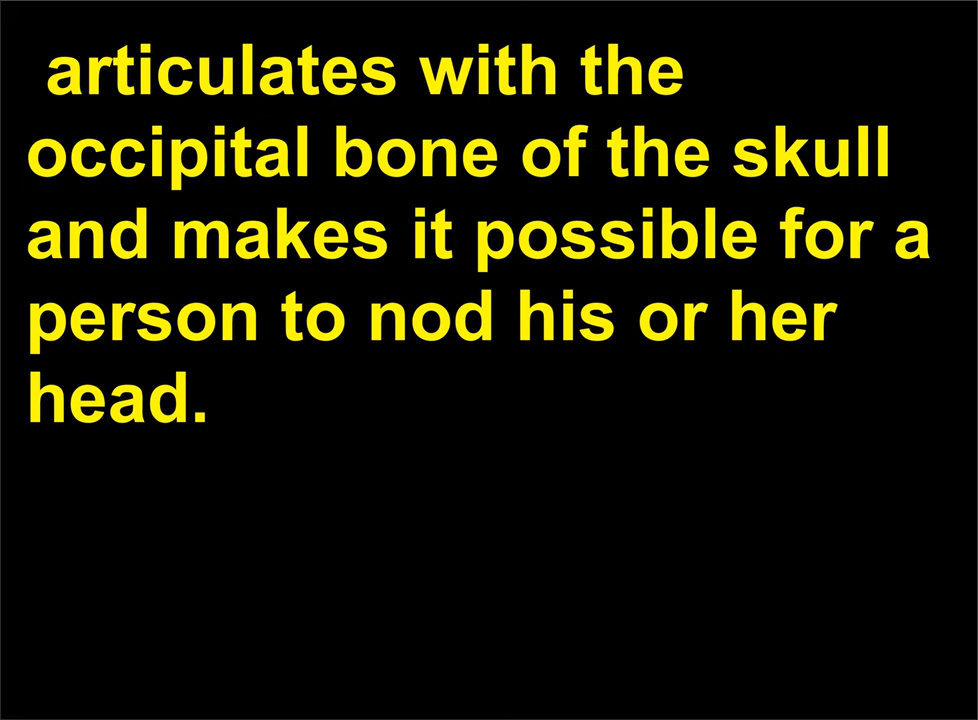 articulates with the
occipital bone of the skull
and makes it possible for a
person to nod his or her
head.